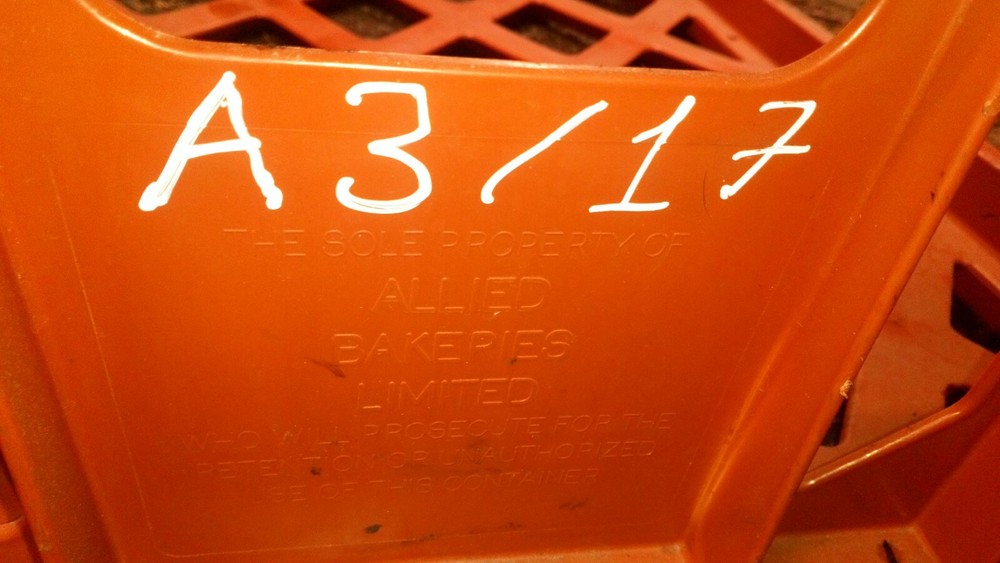 A3/17
THE SOLE PROPERTY OF
ALLIED
BAKERIES
LIMITED
WHO WILL PROSECUTE FOR THE
RETENTION OR UNAUTHORIZED
USE OF THIS CONTAINER